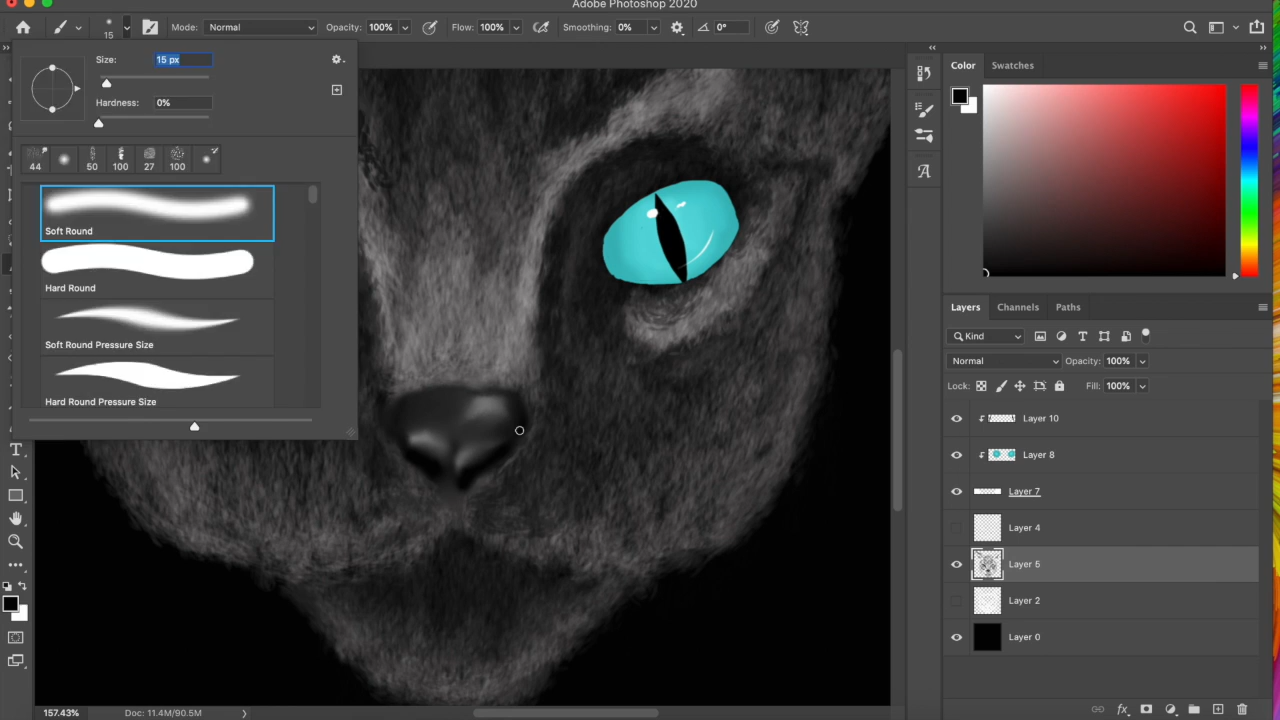 Adobe Photoshop 2020
15
Mode: Normal
Opacity: 100%
Flow: 100%
Smoothing: 0%
0°
Size: 15 px
Hardness: 0%
44
50
100
27
100
Soft Round
Hard Round
Soft Round Pressure Size
Hard Round Pressure Size
Color
Swatches
Layers
Channels
Paths
Kind
Normal
Opacity: 100%
Lock:
Fill: 100%
Layer 10
Layer 8
Layer 7
Layer 4
Layer 5
Layer 2
Layer 0
157.43%
Doc: 11.4M/90.5M